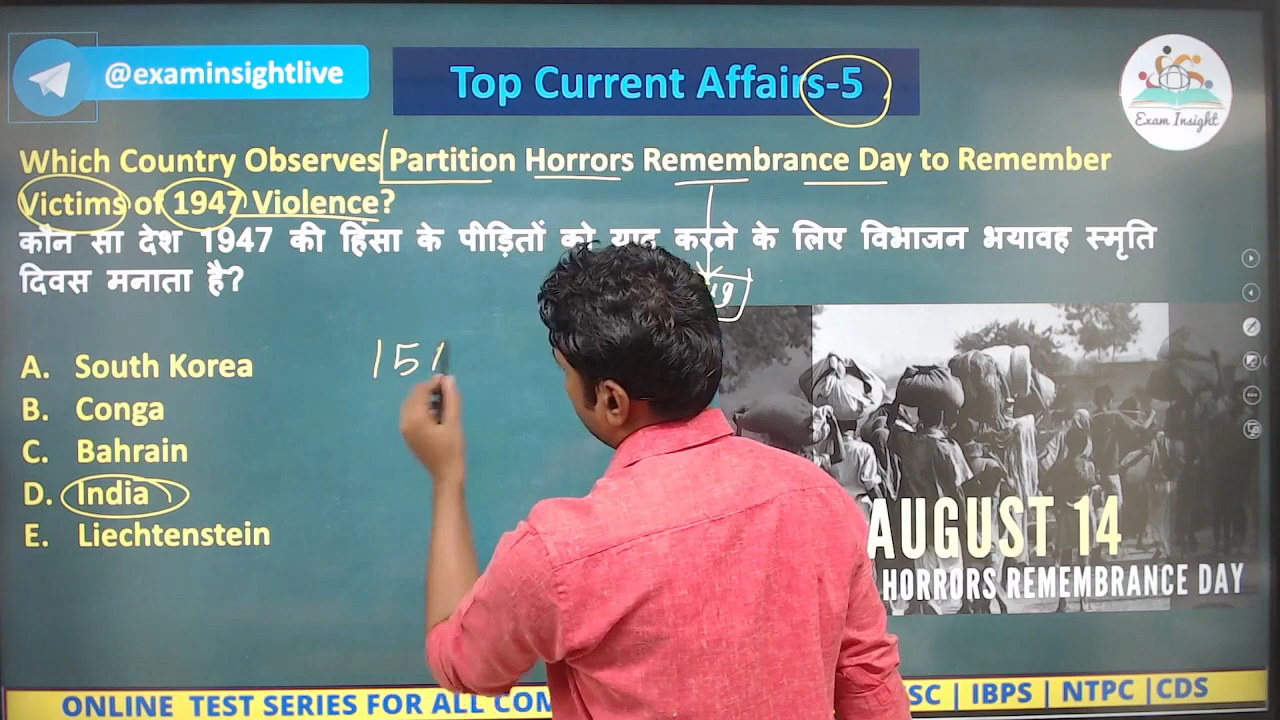 @examinsightlive
Top Current Affairs-5
Exam Insight
Which Country Observes Partition Horrors Remembrance Day to Remember
Victims of 1947 Violence?
कौन सा देश 1947 की हिंसा के पीड़ितों को याद करने के लिए विभाजन भयावह स्मृति
दिवस मनाता है?
A. South Korea
B. Conga
C. Bahrain
D. India
E. Liechtenstein
151
AUGUST 14
HORRORS REMEMBRANCE DAY
ONLINE TEST SERIES FOR ALL COM
SC | IBPS | NTPC |CDS